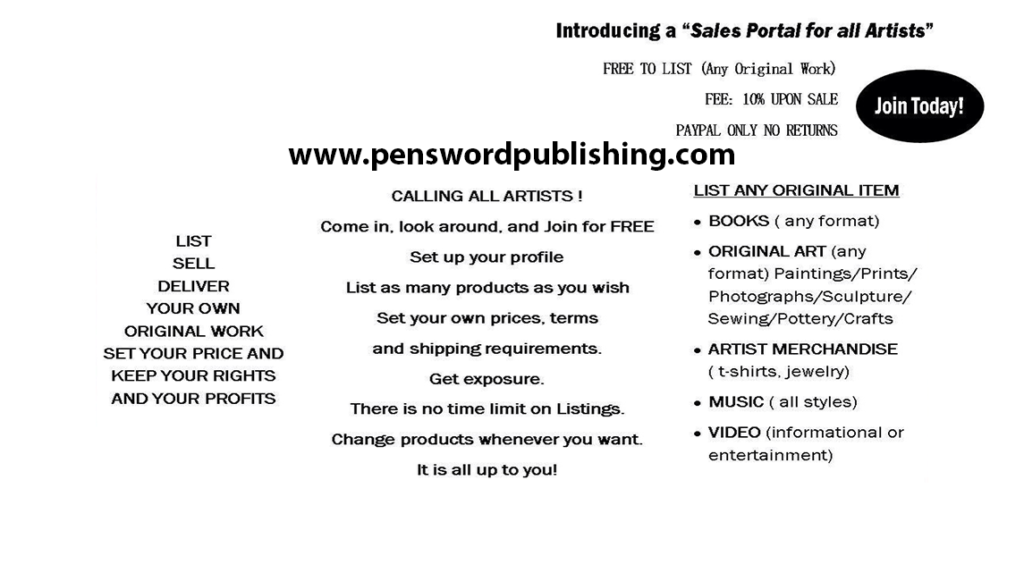 Introducing a “Sales Portal for all Artists”
FREE TO LIST (Any Original Work)
FEE: 10% UPON SALE
PAYPAL ONLY NO RETURNS
Join Today!
www.penswordpublishing.com
LIST
SELL
DELIVER
YOUR OWN
ORIGINAL WORK
SET YOUR PRICE AND
KEEP YOUR RIGHTS
AND YOUR PROFITS
CALLING ALL ARTISTS !
Come in, look around, and Join for FREE
Set up your profile
List as many products as you wish
Set your own prices, terms
and shipping requirements.
Get exposure.
There is no time limit on Listings.
Change products whenever you want.
It is all up to you!
LIST ANY ORIGINAL ITEM
• BOOKS ( any format)
• ORIGINAL ART (any
format) Paintings/Prints/
Photographs/Sculpture/
Sewing/Pottery/Crafts
• ARTIST MERCHANDISE
( t-shirts, jewelry)
• MUSIC ( all styles)
• VIDEO (informational or
entertainment)